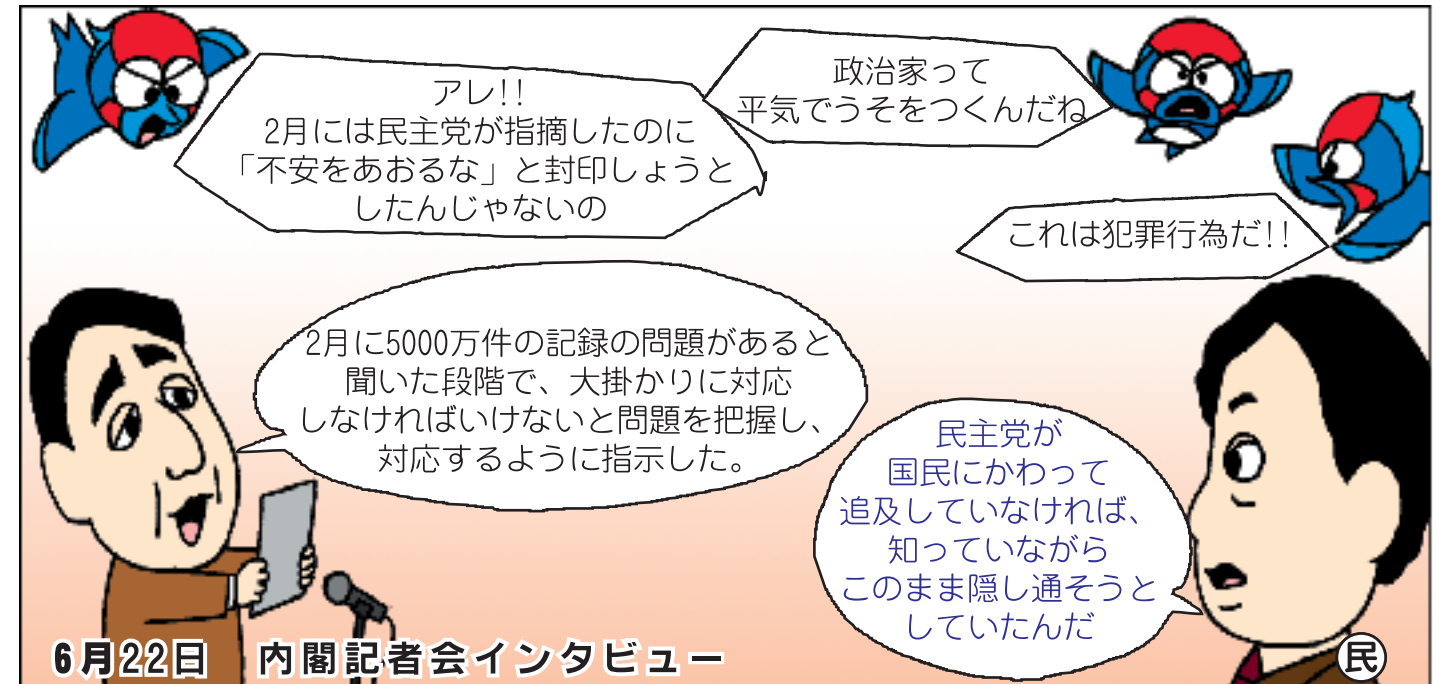 アレ!!
2月には民主党が指摘したのに
「不安をあおるな」と封印しょうと
したんじゃないの
政治家って
平気でうそをつくんだね
これは犯罪行為だ!!
2月に5000万件の記録の問題があると
聞いた段階で、大掛かりに対応
しなければいけないと問題を把握し、
対応するように指示した。
民主党が
国民にかわって
追及していなければ、
知っていながら
このまま隠し通そうと
していたんだ
6月22日 内閣記者会インタビュー
民